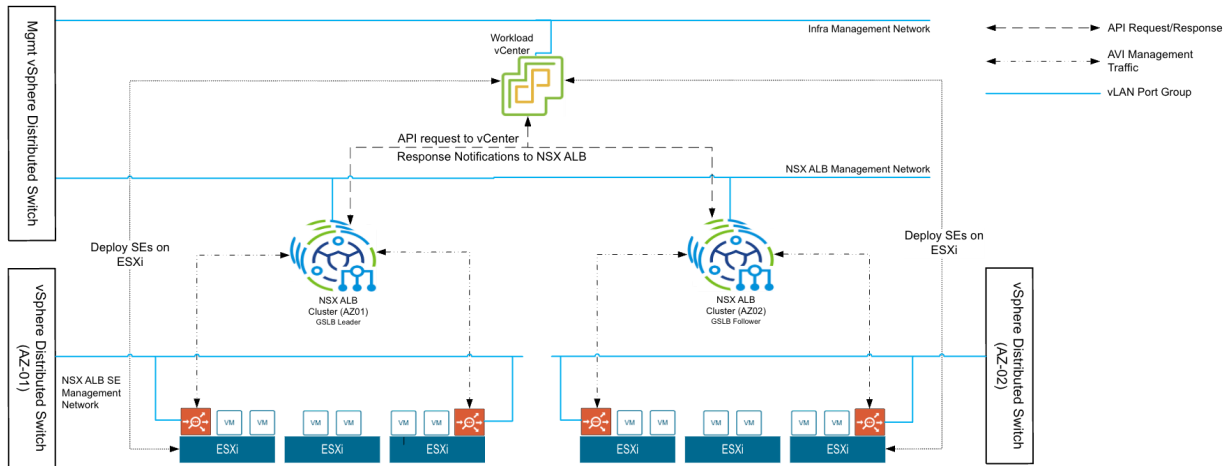 Mgmt vSphere Distributed Switch
Infra Management Network
Workload
vCenter
API Request/Response
AVI Management
Traffic
vLAN Port Group
API request to vCenter
Response Notifications to NSX ALB
NSX ALB Management Network
Deploy SEs on
ESXi
Deploy SEs on
ESXi
NSX ALB
Cluster (AZ01)
GSLB Leader
NSX ALB
Cluster (AZ02)
GSLB Follower
vSphere Distributed Switch
(AZ-01)
vSphere Distributed Switch
(AZ-02)
NSX ALB SE
Management
Network
VM
VM
VM
VM
VM
VM
VM
VM
VM
VM
VM
VM
ESXi
ESXi
ESXi
ESXi
ESXi
ESXi